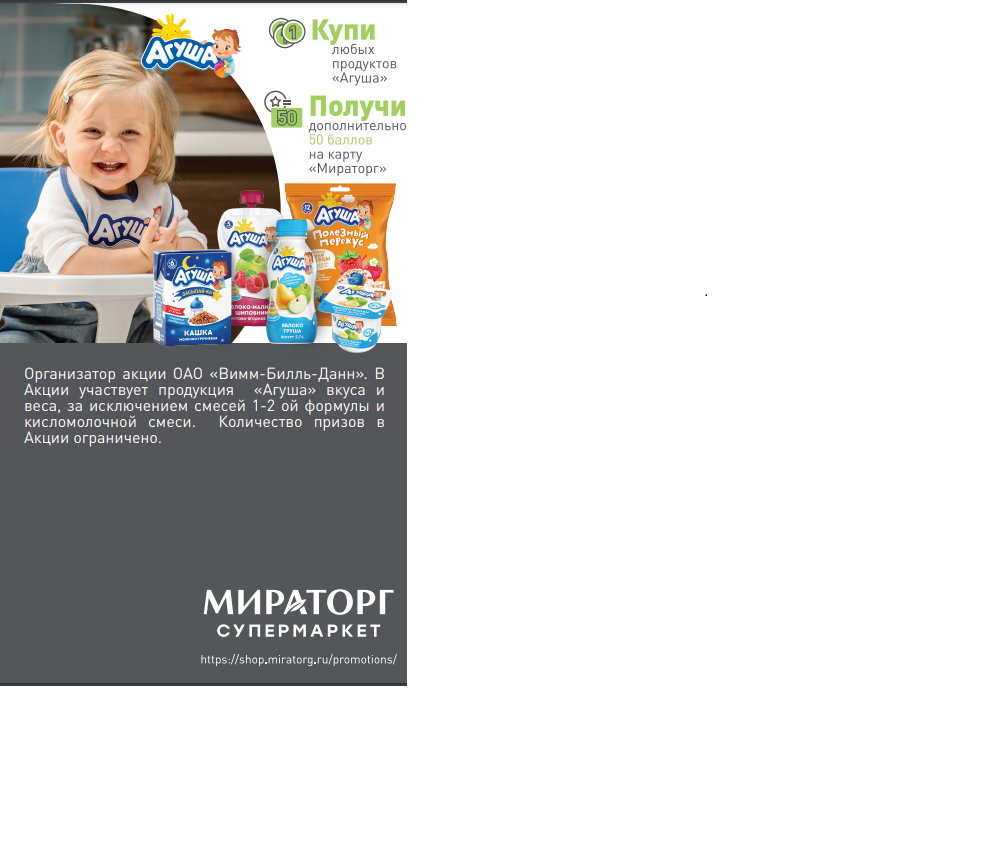 АГУША
1 Купи
любых
продуктов
«Агуша»
50 Получи
дополнительно
50 баллов
на карту
«Мираторг»
АГУША
АГУША
Полезный
перекус
АГУША
АГУША
ЯБЛОКО
ГРУША
АГУША
ЗАСЫПАЙ-КА
КАШКА
МОЛОЧНО-ГРЕЧНЕВАЯ
ШИПОВНИК
АГУША
Организатор акции ОАО «Вимм-Билль-Данн». В
Акции участвует продукция «Агуша» вкуса и
веса, за исключением смесей 1-2 ой формулы и
кисломолочной смеси. Количество призов в
Акции ограничено.
МИРАТОРГ
СУПЕРМАРКЕТ
https://shop.miratorg.ru/promotions/
.